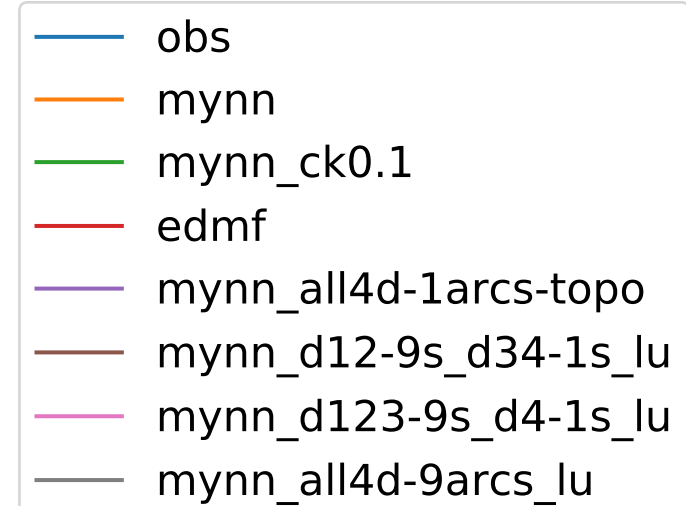 obs
mynn
mynn_ck0.1
edmf
mynn_all4d-1arcs-topo
mynn_d12-9s_d34-1s_lu
mynn_d123-9s_d4-1s_lu
mynn_all4d-9arcs_lu